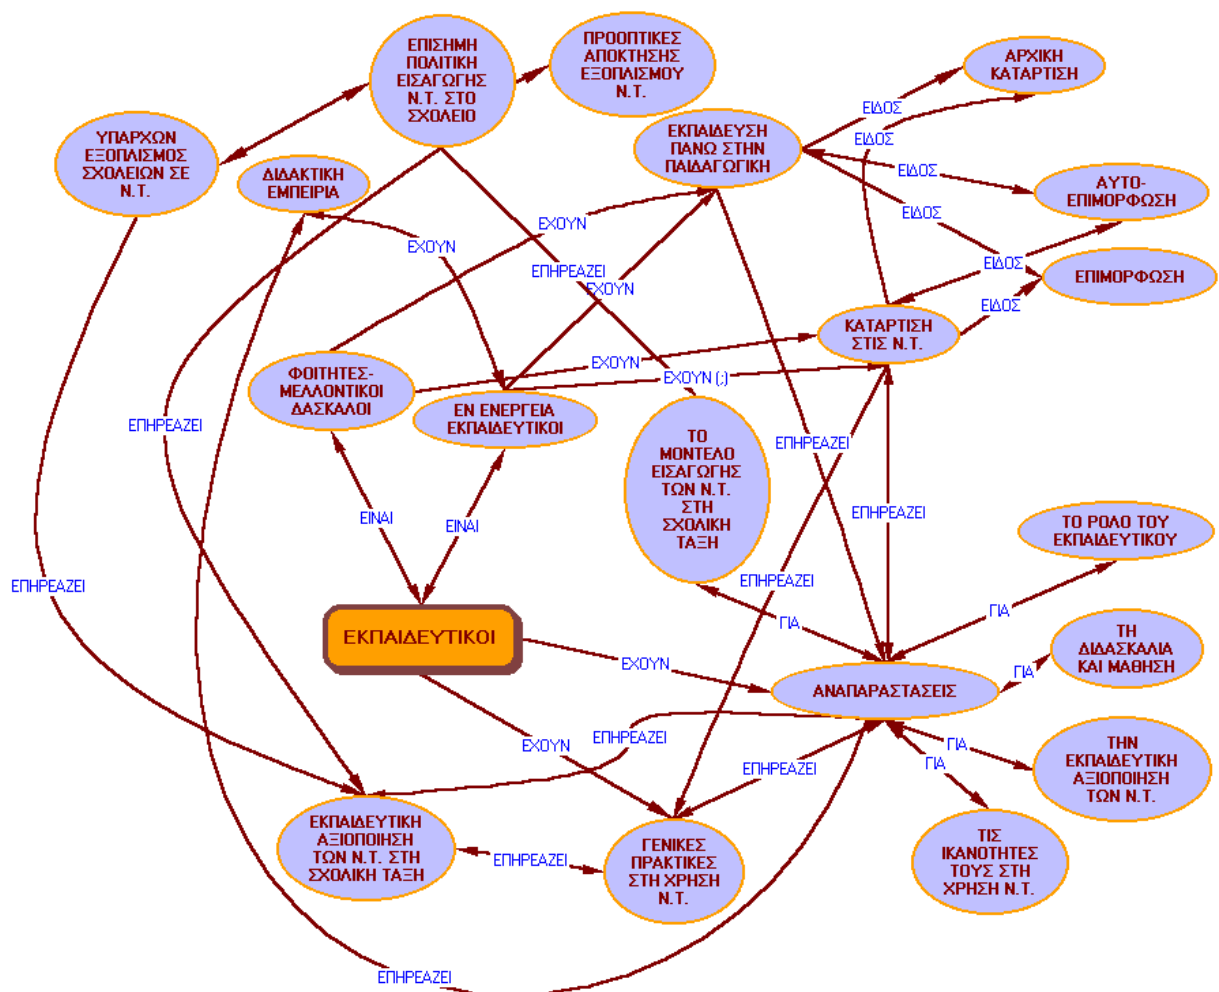 ΕΠΙΣΗΜΗ
ΠΟΛΙΤΙΚΗ
ΕΙΣΑΓΩΓΗΣ
Ν.Τ. ΣΤΟ
ΣΧΟΛΕΙΟ
ΠΡΟΟΠΤΙΚΕΣ
ΑΠΟΚΤΗΣΗΣ
ΕΞΟΠΛΙΣΜΟΥ
Ν.Τ.
ΑΡΧΙΚΗ
ΚΑΤΑΡΤΙΣΗ
ΥΠΑΡΧΩΝ
ΕΞΟΠΛΙΣΜΟΣ
ΣΧΟΛΕΙΩΝ ΣΕ
Ν.Τ.
ΔΙΔΑΚΤΙΚΗ
ΕΜΠΕΙΡΙΑ
ΕΚΠΑΙΔΕΥΣΗ
ΠΑΝΩ ΣΤΗΝ
ΠΑΙΔΑΓΩΓΙΚΗ
ΕΙΔΟΣ
ΕΙΔΟΣ
ΕΙΔΟΣ
ΑΥΤΟ-
ΕΠΙΜΟΡΦΩΣΗ
ΕΙΔΟΣ
ΕΙΔΟΣ
ΕΠΙΜΟΡΦΩΣΗ
ΕΙΔΟΣ
ΕΧΟΥΝ
ΕΧΟΥΝ
ΕΠΗΡΕΑΖΕΙ
ΕΧΟΥΝ
ΚΑΤΑΡΤΙΣΗ
ΣΤΙΣ Ν.Τ.
ΕΧΟΥΝ
ΕΧΟΥΝ (;)
ΦΟΙΤΗΤΕΣ-
ΜΕΛΛΟΝΤΙΚΟΙ
ΔΑΣΚΑΛΟΙ
ΕΝ ΕΝΕΡΓΕΙΑ
ΕΚΠΑΙΔΕΥΤΙΚΟΙ
ΕΠΗΡΕΑΖΕΙ
ΕΠΗΡΕΑΖΕΙ
ΤΟ
ΜΟΝΤΕΛΟ
ΕΙΣΑΓΩΓΗΣ
ΤΩΝ Ν.Τ.
ΣΤΗ
ΣΧΟΛΙΚΗ
ΤΑΞΗ
ΕΙΝΑΙ
ΕΙΝΑΙ
ΕΠΗΡΕΑΖΕΙ
ΤΟ ΡΟΛΟ ΤΟΥ
ΕΚΠΑΙΔΕΥΤΙΚΟΥ
ΕΠΗΡΕΑΖΕΙ
ΕΠΗΡΕΑΖΕΙ
ΓΙΑ
ΓΙΑ
ΕΚΠΑΙΔΕΥΤΙΚΟΙ
ΕΧΟΥΝ
ΑΝΑΠΑΡΑΣΤΑΣΕΙΣ
ΓΙΑ
ΤΗ
ΔΙΔΑΣΚΑΛΙΑ
ΚΑΙ ΜΑΘΗΣΗ
ΕΧΟΥΝ
ΕΠΗΡΕΑΖΕΙ
ΕΠΗΡΕΑΖΕΙ
ΓΙΑ
ΓΙΑ
ΤΗΝ
ΕΚΠΑΙΔΕΥΤΙΚΗ
ΑΞΙΟΠΟΙΗΣΗ
ΤΩΝ Ν.Τ.
ΕΚΠΑΙΔΕΥΤΙΚΗ
ΑΞΙΟΠΟΙΗΣΗ
ΤΩΝ Ν.Τ. ΣΤΗ
ΣΧΟΛΙΚΗ ΤΑΞΗ
ΕΠΗΡΕΑΖΕΙ
ΓΕΝΙΚΕΣ
ΠΡΑΚΤΙΚΕΣ
ΣΤΗ ΧΡΗΣΗ
Ν.Τ.
ΤΙΣ
ΙΚΑΝΟΤΗΤΕΣ
ΤΟΥΣ ΣΤΗ
ΧΡΗΣΗ Ν.Τ.
ΕΠΗΡΕΑΖΕΙ